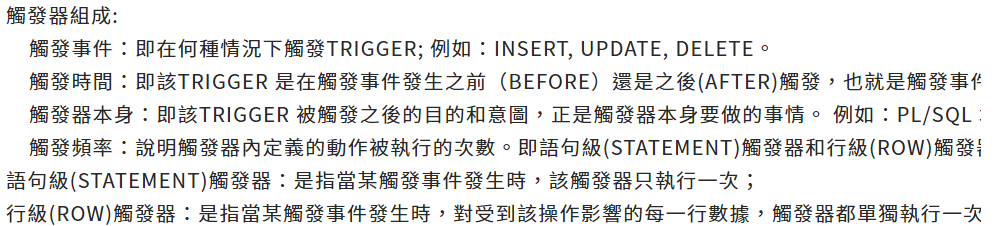 觸發器組成:
觸發事件：即在何種情況下觸發TRIGGER; 例如：INSERT, UPDATE, DELETE。
觸發時間：即該TRIGGER 是在觸發事件發生之前（BEFORE）還是之後(AFTER)觸發，也就是觸發事件
觸發器本身：即該TRIGGER 被觸發之後的目的和意圖，正是觸發器本身要做的事情。 例如：PL/SQL
觸發頻率：說明觸發器內定義的動作被執行的次數。即語句級(STATEMENT)觸發器和行級(ROW)觸發
語句級(STATEMENT)觸發器：是指當某觸發事件發生時，該觸發器只執行一次；
行級(ROW)觸發器：是指當某觸發事件發生時，對受到該操作影響的每一行數據，觸發器都單獨執行一次